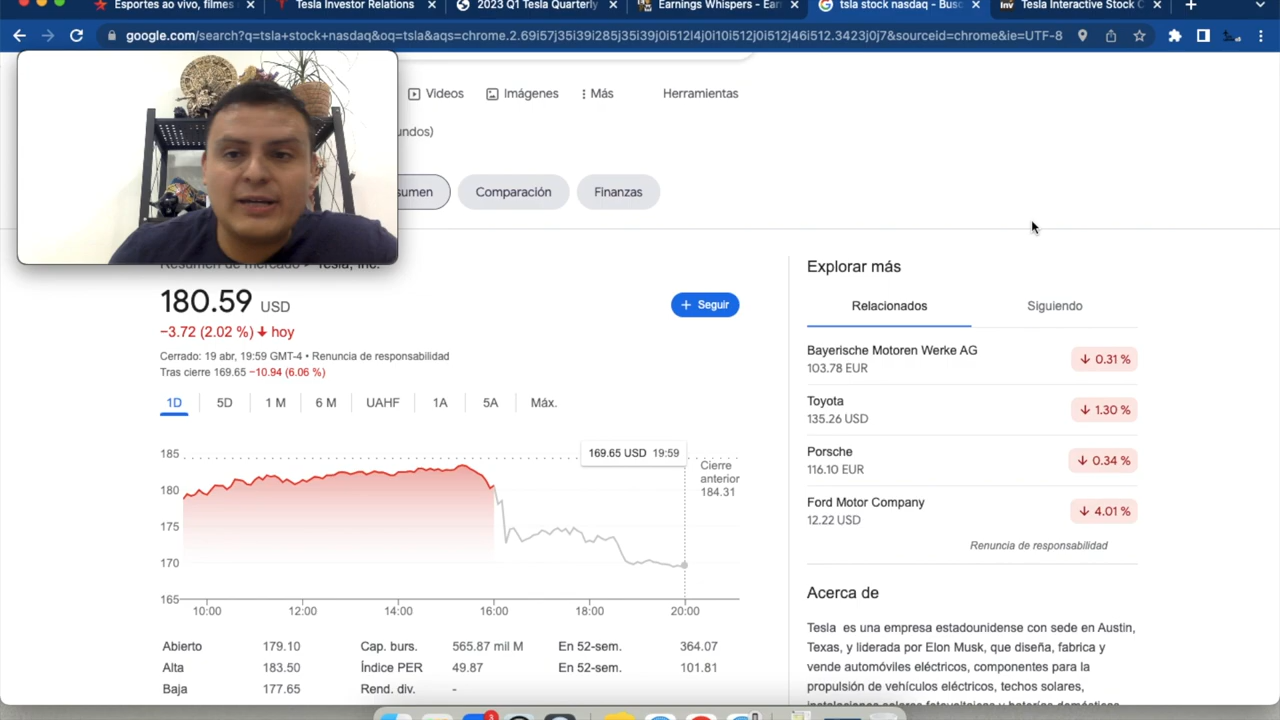 Esportes ao vivo, filmes
Tesla Investor Relations
2023 Q1 Tesla Quarterly
Earnings Whispers - Earn
tsla stock nasdaq - Busc
Tesla Interactive Stock C
google.com/search?q=tsla+stock+nasdaq&oq=tsla&aqs=chrome.2.69i57j35i39i285j35i39j0i512l4j0i10i512j0i512j46i512.3423j0j7&sourceid=chrome&ie=UTF-8
Videos
Imágenes
Más
Herramientas
undos)
sumen
Comparación
Finanzas
Resumen de mercado > Tesla, Inc.
180.59 USD
+ Seguir
−3.72 (2.02 %) ↓ hoy
Cerrado: 19 abr, 19:59 GMT-4 • Renuncia de responsabilidad
Tras cierre 169.65 −10.94 (6.06 %)
1D
5D
1 M
6 M
UAHF
1A
5A
Máx.
169.65 USD 19:59
185
180
175
170
165
Cierre
anterior
184.31
10:00
12:00
14:00
16:00
18:00
20:00
Abierto 179.10
Cap. burs. 565.87 mil M
En 52-sem. 364.07
Alta 183.50
Índice PER 49.87
En 52-sem. 101.81
Baja 177.65
Rend. div. -
Explorar más
Relacionados
Siguiendo
Bayerische Motoren Werke AG
103.78 EUR
↓ 0.31 %
Toyota
135.26 USD
↓ 1.30 %
Porsche
116.10 EUR
↓ 0.34 %
Ford Motor Company
12.22 USD
↓ 4.01 %
Renuncia de responsabilidad
Acerca de
Tesla es una empresa estadounidense con sede en Austin,
Texas, y liderada por Elon Musk, que diseña, fabrica y
vende automóviles eléctricos, componentes para la
propulsión de vehículos eléctricos, techos solares,
instalaciones solares fotovoltaicas y baterías domésticas